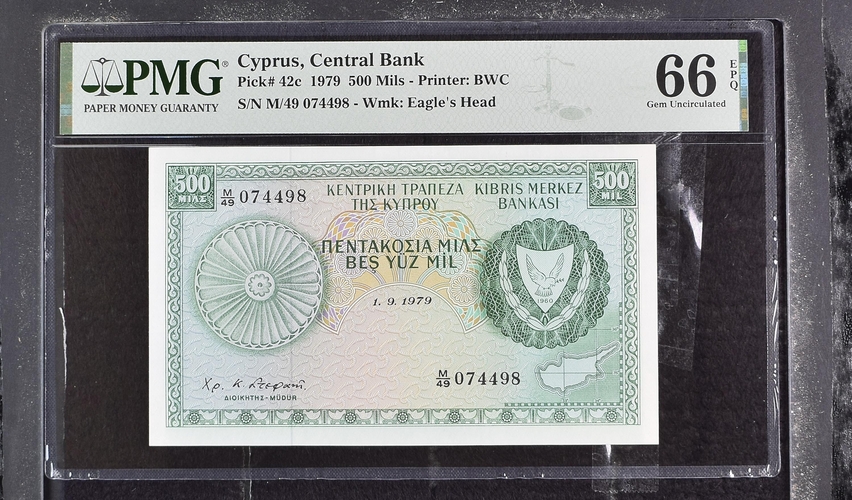 PMG®
PAPER MONEY GUARANTY
Cyprus, Central Bank
Pick# 42c 1979 500 Mils - Printer: BWC
S/N M/49 074498 - Wmk: Eagle's Head
66 EPQ
Gem Uncirculated
500
ΜΙΛΣ
M/49 074498
ΚΕΝΤΡΙΚΗ ΤΡΑΠΕΖΑ
ΤΗΣ ΚΥΠΡΟΥ
KIBRIS MERKEZ
BANKASI
500
MİL
ΠΕΝΤΑΚΟΣΙΑ ΜΙΛΣ
BEŞ YÜZ MİL
1. 9. 1979
1960
M/49 074498
Χρ. Κ. Στεφανι
ΔΙΟΙΚΗΤΗΣ - MÜDÜR